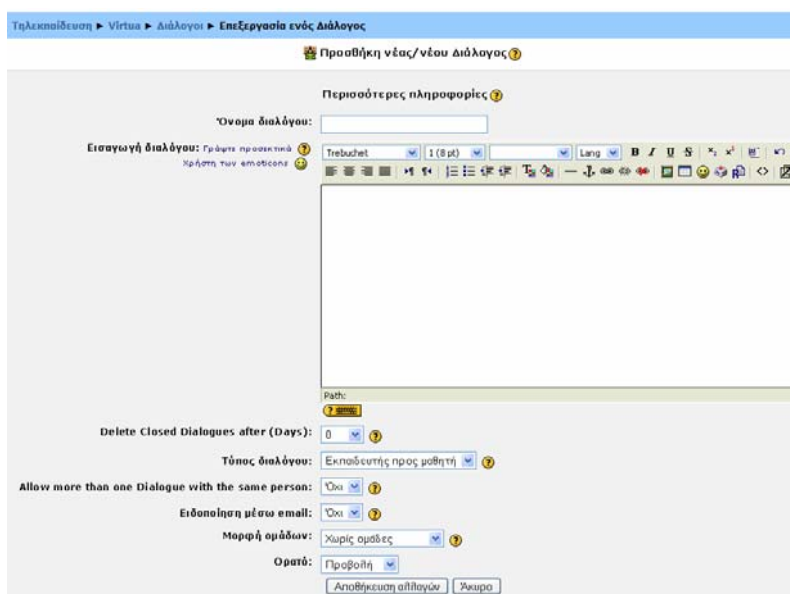 Τηλεκπαίδευση ► Virtua ► Διάλογοι ► Επεξεργασία ενός Διάλογος
Προσθήκη νέας/νέου Διάλογος
Περισσότερες πληροφορίες
Όνομα διαλόγου:
Εισαγωγή διαλόγου: Γράψτε προσεκτικά
Χρήστη των emoticons
Trebuchet 1 (8 pt) Lang B I U S
Path:
Delete Closed Dialogues after (Days): 0
Τύπος διαλόγου: Εκπαιδευτής προς μαθητή
Allow more than one Dialogue with the same person: Όχι
Ειδοποίηση μέσω email: Όχι
Μορφή ομάδων: Χωρίς ομάδες
Ορατό: Προβολή
Αποθήκευση αλλαγών Άκυρο